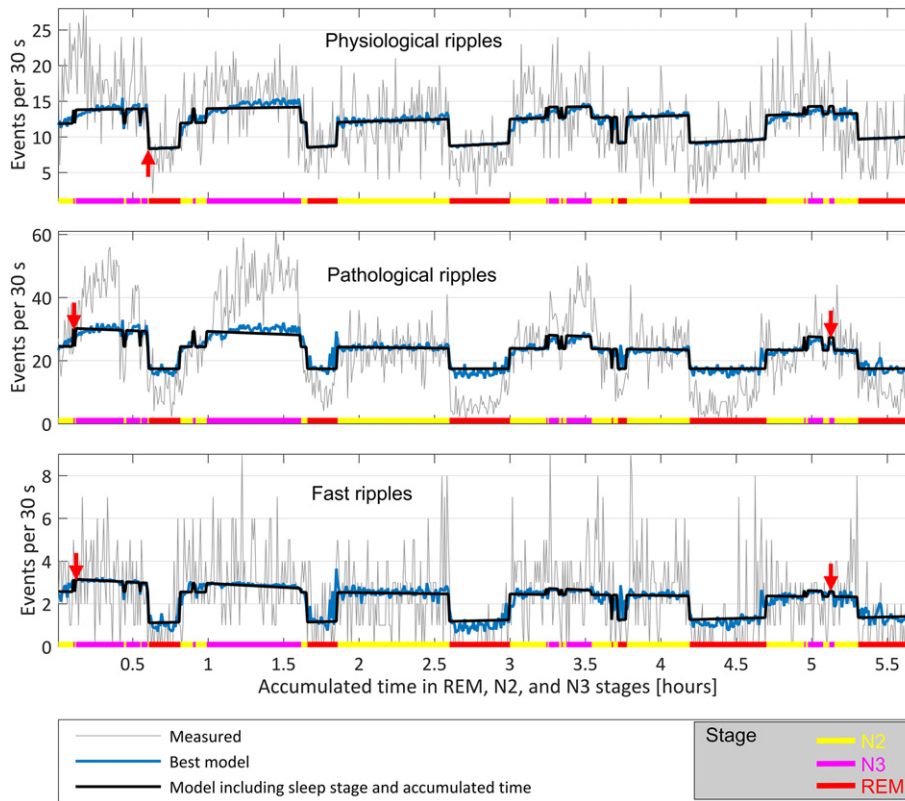 Events per 30 s
Physiological ripples
25
20
15
10
5
Events per 30 s
Pathological ripples
60
40
20
0
Events per 30 s
Fast ripples
8
6
4
2
0
0.5 1 1.5 2 2.5 3 3.5 4 4.5 5 5.5
Accumulated time in REM, N2, and N3 stages [hours]
Measured
Best model
Model including sleep stage and accumulated time
Stage
N2
N3
REM